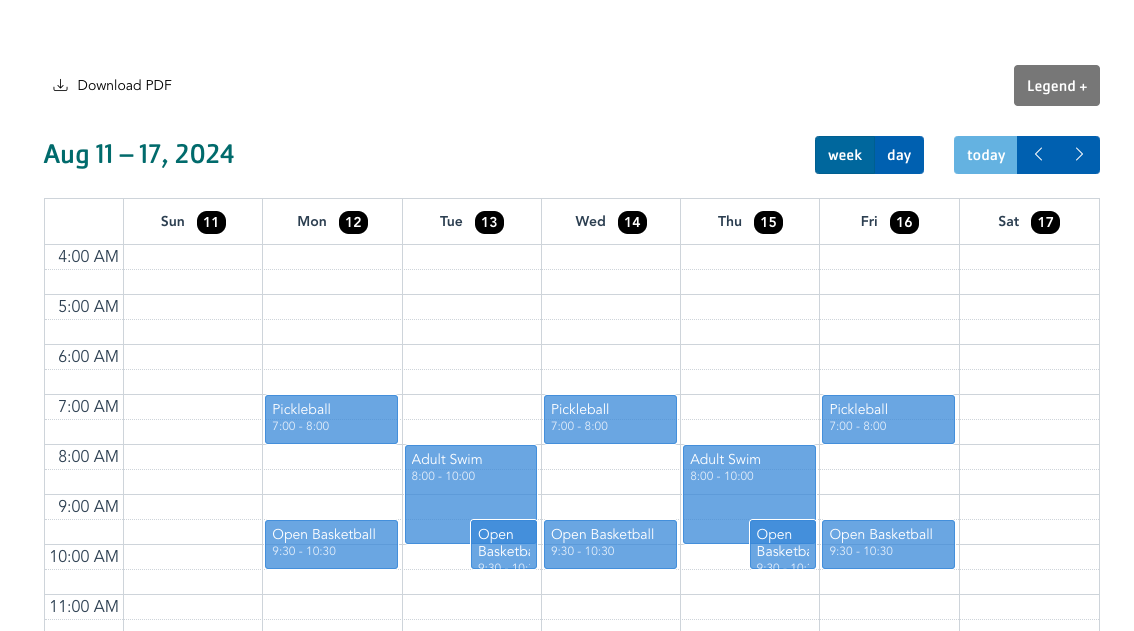 Download PDF
Legend +
Aug 11 – 17, 2024
week
day
today
Sun 11
Mon 12
Tue 13
Wed 14
Thu 15
Fri 16
Sat 17
4:00 AM
5:00 AM
6:00 AM
7:00 AM
Pickleball
7:00 - 8:00
Pickleball
7:00 - 8:00
Pickleball
7:00 - 8:00
8:00 AM
Adult Swim
8:00 - 10:00
Adult Swim
8:00 - 10:00
9:00 AM
Open Basketball
9:30 - 10:30
Open
Basketba
9:30 - 10:
Open Basketball
9:30 - 10:30
Open
Basketba
9:30 - 10:
Open Basketball
9:30 - 10:30
10:00 AM
11:00 AM